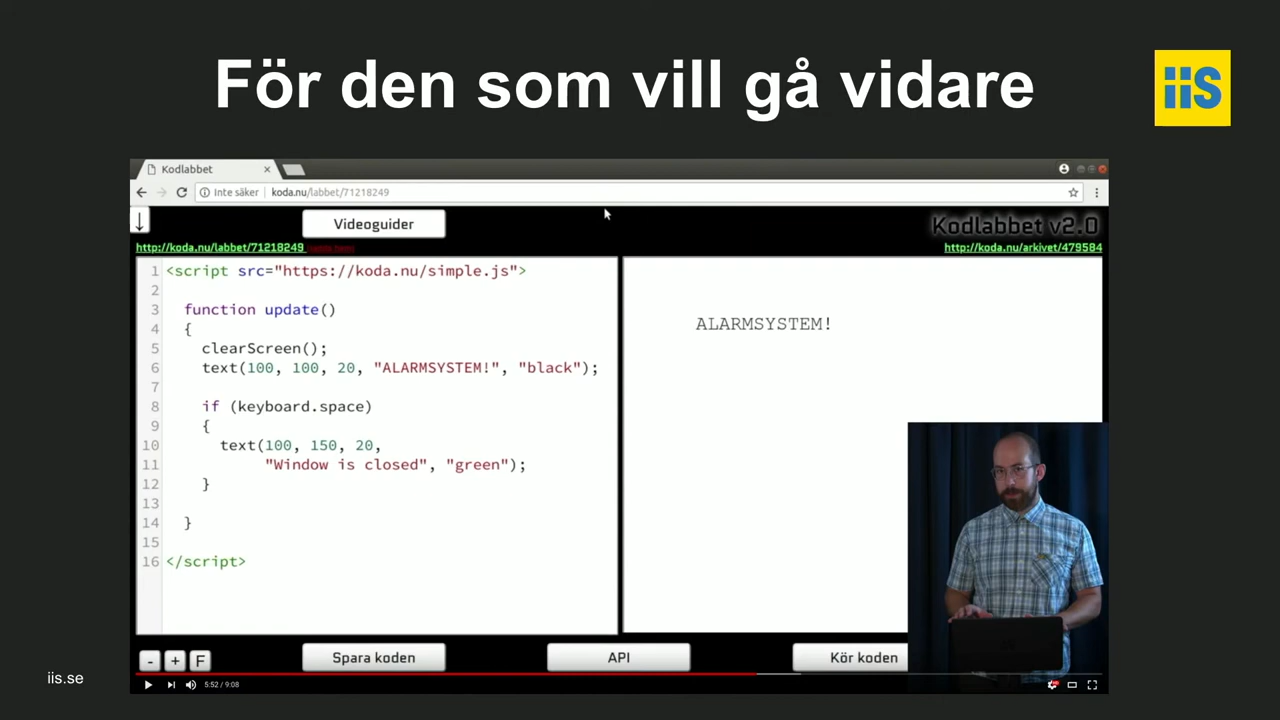 För den som vill gå vidare
iis
Kodlabbet
Inte säker
koda.nu/labbet/71218249
Videoguider
Kodlabbet v2.0
http://koda.nu/labbet/71218249
http://koda.nu/arkivet/479584
1 <script src="https://koda.nu/simple.js">
2
3 function update()
4 {
5 clearScreen();
6 text(100, 100, 20, "ALARMSYSTEM!", "black");
7
8 if (keyboard.space)
9 {
10 text(100, 150, 20,
11 "Window is closed", "green");
12 }
13
14 }
15
16 </script>
ALARMSYSTEM!
- + F
Spara koden
API
Kör koden
5:52 / 9:08
iis.se